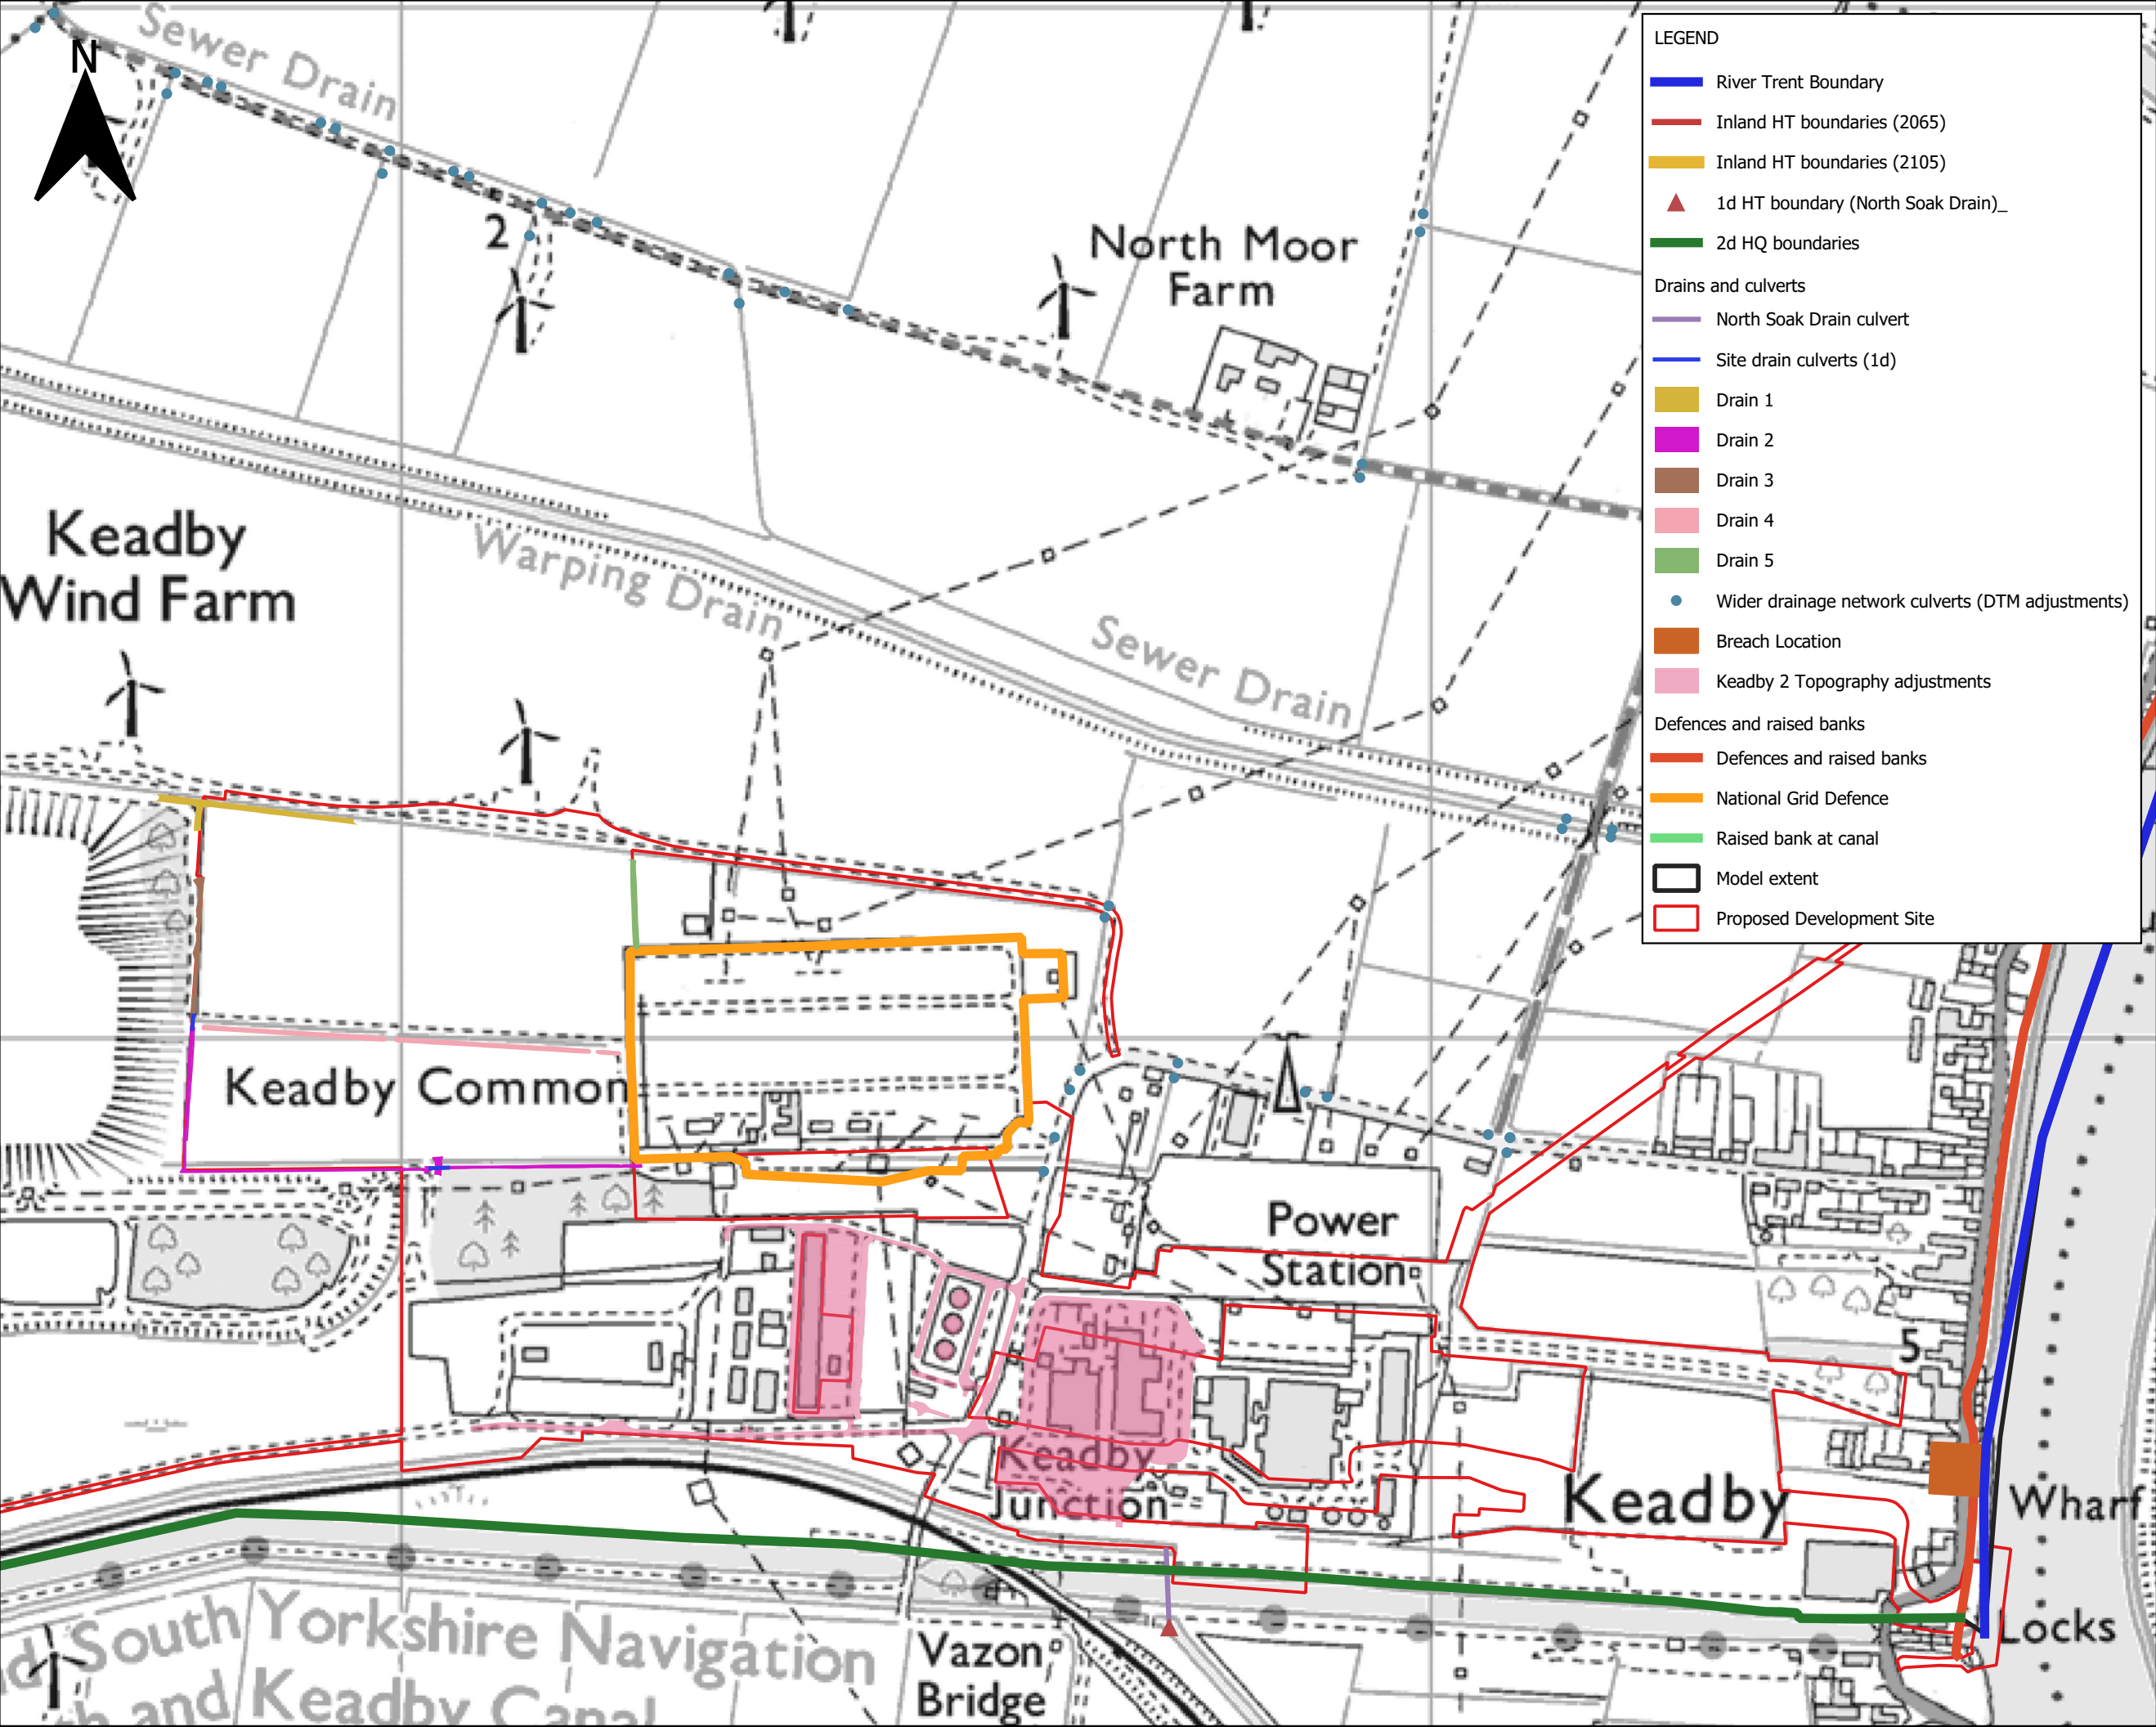 N
Sewer Drain
2
North Moor
Farm
Keadby
Wind Farm
Warping Drain
Sewer Drain
Keadby Common
Power
Station
5
Keadby
Junction
Keadby
Wharf
Locks
South Yorkshire Navigation
and Keadby Canal
Vazon
Bridge
LEGEND
River Trent Boundary
Inland HT boundaries (2065)
Inland HT boundaries (2105)
1d HT boundary (North Soak Drain)_
2d HQ boundaries
Drains and culverts
North Soak Drain culvert
Site drain culverts (1d)
Drain 1
Drain 2
Drain 3
Drain 4
Drain 5
Wider drainage network culverts (DTM adjustments)
Breach Location
Keadby 2 Topography adjustments
Defences and raised banks
Defences and raised banks
National Grid Defence
Raised bank at canal
Model extent
Proposed Development Site